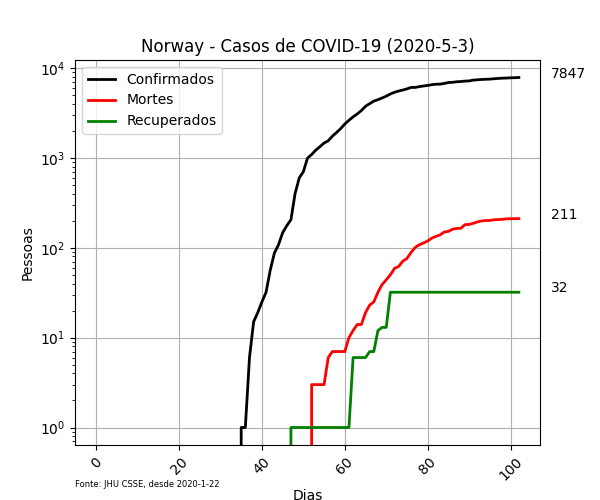 Norway - Casos de COVID-19 (2020-5-3)
Confirmados
Mortes
Recuperados
7847
211
32
10^4
10^3
10^2
10^1
10^0
Pessoas
0 20 40 60 80 100
Fonte: JHU CSSE, desde 2020-1-22
Dias